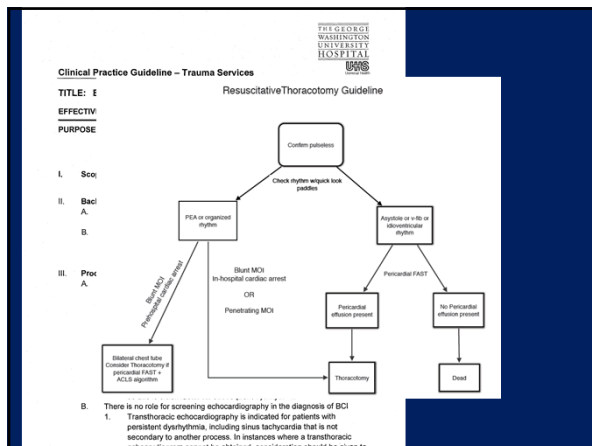 THE GEORGE
WASHINGTON
UNIVERSITY
HOSPITAL
UHS
Clinical Practice Guideline – Trauma Services
TITLE: E
ResuscitativeThoracotomy Guideline
EFFECTIV
PURPOSE
Confirm pulseless
Check rhythm w/quick look
paddles
I. Sco
II. Bac
A.
B.
III. Proc
A.
PEA or organized
rhythm
Asystole or v-fib or
idioventricular
rhythm
Blunt MOI
Prehospital cardiac arrest
Blunt MOI
In-hospital cardiac arrest
OR
Penetrating MOI
Pericardial FAST
Pericardial
effusion present
No Pericardial
effusion present
Bilateral chest tube
Consider Thoracotomy if
pericardial FAST +
ACLS algorithm
Thoracotomy
Dead
B. There is no role for screening echocardiography in the diagnosis of BCI
1. Transthoracic echocardiography is indicated for patients with
persistent dysrhythmia, including sinus tachycardia that is not
secondary to another process. In instances where a transthoracic